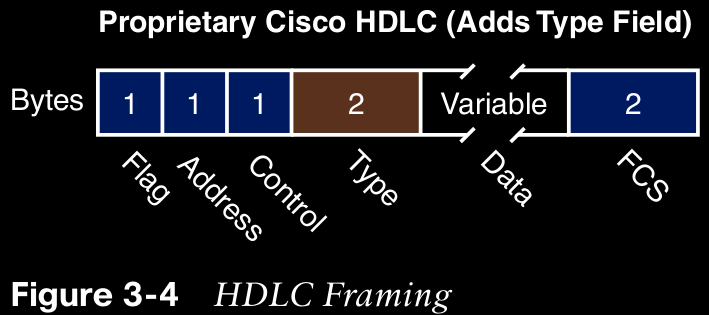 Proprietary Cisco HDLC (Adds Type Field)
Bytes 1 1 1 2 Variable 2
Flag Address Control Type Data FCS
Figure 3-4 HDLC Framing